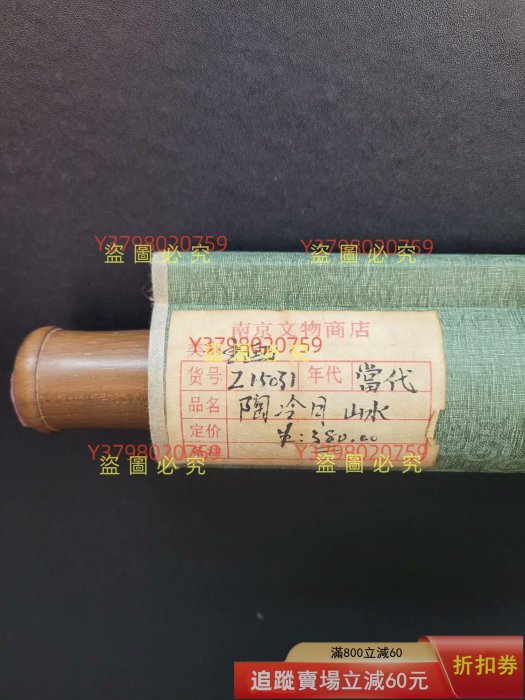 Y3798020759 Y3798020759
盜圖必究 盜圖必究
南京文物商店
Y3798020759
类
货号 Z15031 年代 當代
品名 陶冷月 山水
定价 ¥:380.00
Y3798020759 Y3798020759
盜圖必究 盜圖必究
滿800立減60
追蹤賣場立減60元
折扣券